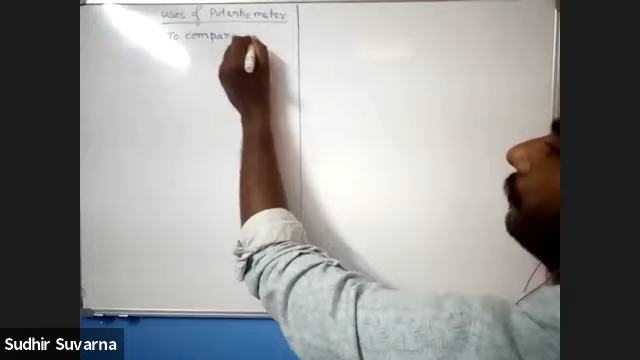 uses of Potentiometer
To compar
Sudhir Suvarna